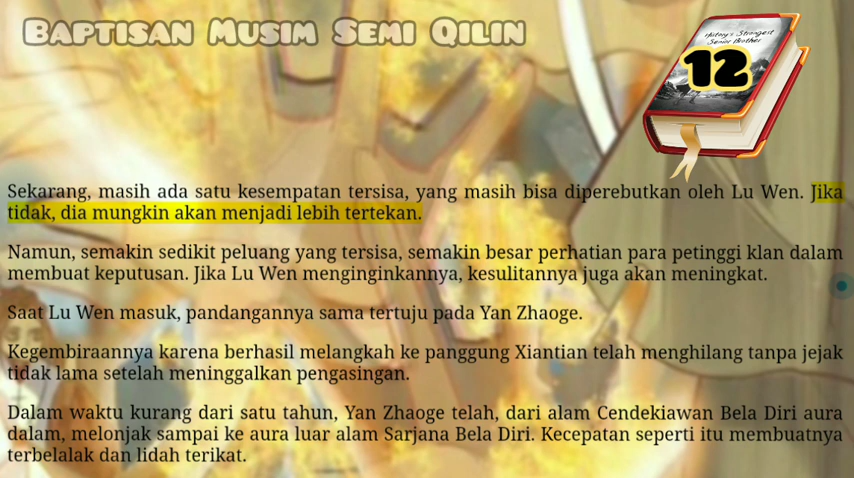 Baptisan Musim Semi Qilin
History's Strongest
Senior Brother
12
Sekarang, masih ada satu kesempatan tersisa, yang masih bisa diperebutkan oleh Lu Wen. Jika
tidak, dia mungkin akan menjadi lebih tertekan.
Namun, semakin sedikit peluang yang tersisa, semakin besar perhatian para petinggi klan dalam
membuat keputusan. Jika Lu Wen menginginkannya, kesulitannya juga akan meningkat.
Saat Lu Wen masuk, pandangannya sama tertuju pada Yan Zhaoge.
Kegembiraannya karena berhasil melangkah ke panggung Xiantian telah menghilang tanpa jejak
tidak lama setelah meninggalkan pengasingan.
Dalam waktu kurang dari satu tahun, Yan Zhaoge telah, dari alam Cendekiawan Bela Diri aura
dalam, melonjak sampai ke aura luar alam Sarjana Bela Diri. Kecepatan seperti itu membuatnya
terbelalak dan lidah terikat.